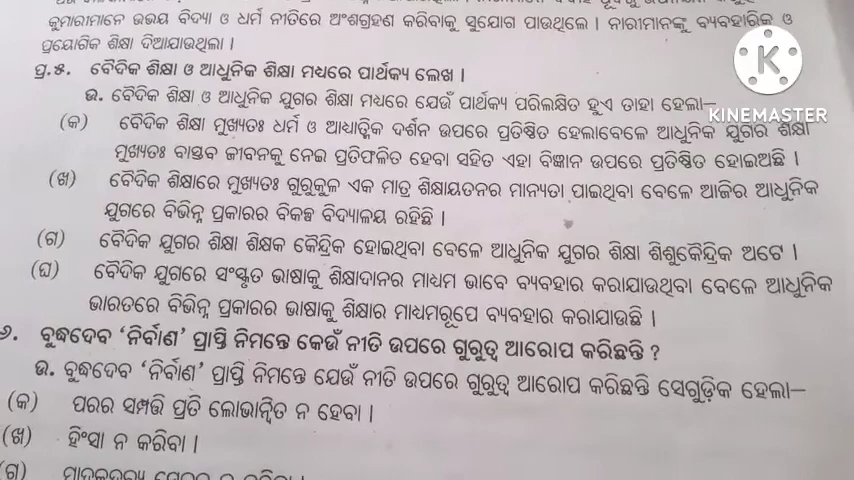 କୁମାରୀମାନେ ଉଭୟ ବିଦ୍ୟା ଓ ଧର୍ମ ନୀତିରେ ଅଂଶଗ୍ରହଣ କରିବାକୁ ସୁଯୋଗ ପାଉଥିଲେ । ନାରୀମାନଙ୍କୁ ବ୍ୟବହାରିକ ଓ
ପ୍ରୟୋଗିକ ଶିକ୍ଷା ଦିଆଯାଉଥିଲା ।
ପ୍ର.୫. ବୈଦିକ ଶିକ୍ଷା ଓ ଆଧୁନିକ ଶିକ୍ଷା ମଧ୍ୟରେ ପାର୍ଥକ୍ୟ ଲେଖ ।
ଉ. ବୈଦିକ ଶିକ୍ଷା ଓ ଆଧୁନିକ ଯୁଗର ଶିକ୍ଷା ମଧ୍ୟରେ ଯେଉଁ ପାର୍ଥକ୍ୟ ପରିଲକ୍ଷିତ ହୁଏ ତାହା ହେଲା–
KINEMASTER
(କ) ବୈଦିକ ଶିକ୍ଷା ମୁଖ୍ୟତଃ ଧର୍ମ ଓ ଆଧ୍ୟାତ୍ମିକ ଦର୍ଶନ ଉପରେ ପ୍ରତିଷ୍ଠିତ ହେଲାବେଳେ ଆଧୁନିକ ଯୁଗର ଶିକ୍ଷା
ମୁଖ୍ୟତଃ ବାସ୍ତବ ଜୀବନକୁ ନେଇ ପ୍ରତିଫଳିତ ହେବା ସହିତ ଏହା ବିଜ୍ଞାନ ଉପରେ ପ୍ରତିଷ୍ଠିତ ହୋଇଅଛି ।
(ଖ) ବୈଦିକ ଶିକ୍ଷାରେ ମୁଖ୍ୟତଃ ଗୁରୁକୁଳ ଏକ ମାତ୍ର ଶିକ୍ଷାୟତନର ମାନ୍ୟତା ପାଇଥିବା ବେଳେ ଆଜିର ଆଧୁନିକ
ଯୁଗରେ ବିଭିନ୍ନ ପ୍ରକାରର ବିକଳ୍ପ ବିଦ୍ୟାଳୟ ରହିଛି ।
(ଗ) ବୈଦିକ ଯୁଗର ଶିକ୍ଷା ଶିକ୍ଷକ କୈନ୍ଦ୍ରିକ ହୋଇଥିବା ବେଳେ ଆଧୁନିକ ଯୁଗର ଶିକ୍ଷା ଶିଶୁକୈନ୍ଦ୍ରିକ ଅଟେ ।
(ଘ) ବୈଦିକ ଯୁଗରେ ସଂସ୍କୃତ ଭାଷାକୁ ଶିକ୍ଷାଦାନର ମାଧ୍ୟମ ଭାବେ ବ୍ୟବହାର କରାଯାଉଥିବା ବେଳେ ଆଧୁନିକ
ଭାରତରେ ବିଭିନ୍ନ ପ୍ରକାରର ଭାଷାକୁ ଶିକ୍ଷାର ମାଧ୍ୟମରୂପେ ବ୍ୟବହାର କରାଯାଉଛି ।
୬. ବୁଦ୍ଧଦେବ ‘ନିର୍ବାଣ’ ପ୍ରାପ୍ତି ନିମନ୍ତେ କେଉଁ ନୀତି ଉପରେ ଗୁରୁତ୍ୱ ଆରୋପ କରିଛନ୍ତି ?
ଉ. ବୁଦ୍ଧଦେବ ‘ନିର୍ବାଣ’ ପ୍ରାପ୍ତି ନିମନ୍ତେ ଯେଉଁ ନୀତି ଉପରେ ଗୁରୁତ୍ୱ ଆରୋପ କରିଛନ୍ତି ସେଗୁଡ଼ିକ ହେଲା–
(କ) ପରର ସମ୍ପତ୍ତି ପ୍ରତି ଲୋଭାନ୍ୱିତ ନ ହେବା ।
(ଖ) ହିଂସା ନ କରିବା ।
(ଗ)